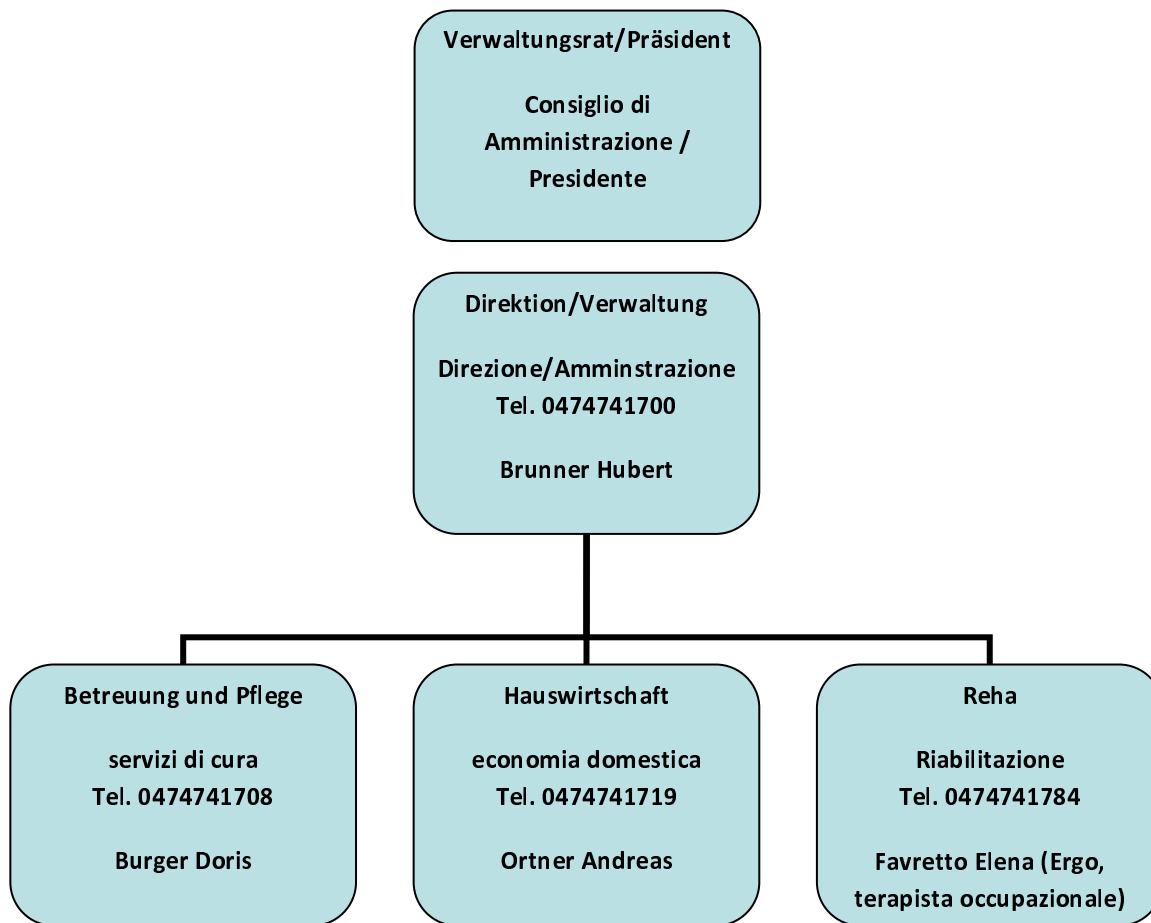 Verwaltungsrat/Präsident
Consiglio di
Amministrazione /
Presidente
Direktion/Verwaltung
Direzione/Amminstrazione
Tel. 0474741700
Brunner Hubert
Betreuung und Pflege
servizi di cura
Tel. 0474741708
Burger Doris
Hauswirtschaft
economia domestica
Tel. 0474741719
Ortner Andreas
Reha
Riabilitazione
Tel. 0474741784
Favretto Elena (Ergo,
terapista occupazionale)